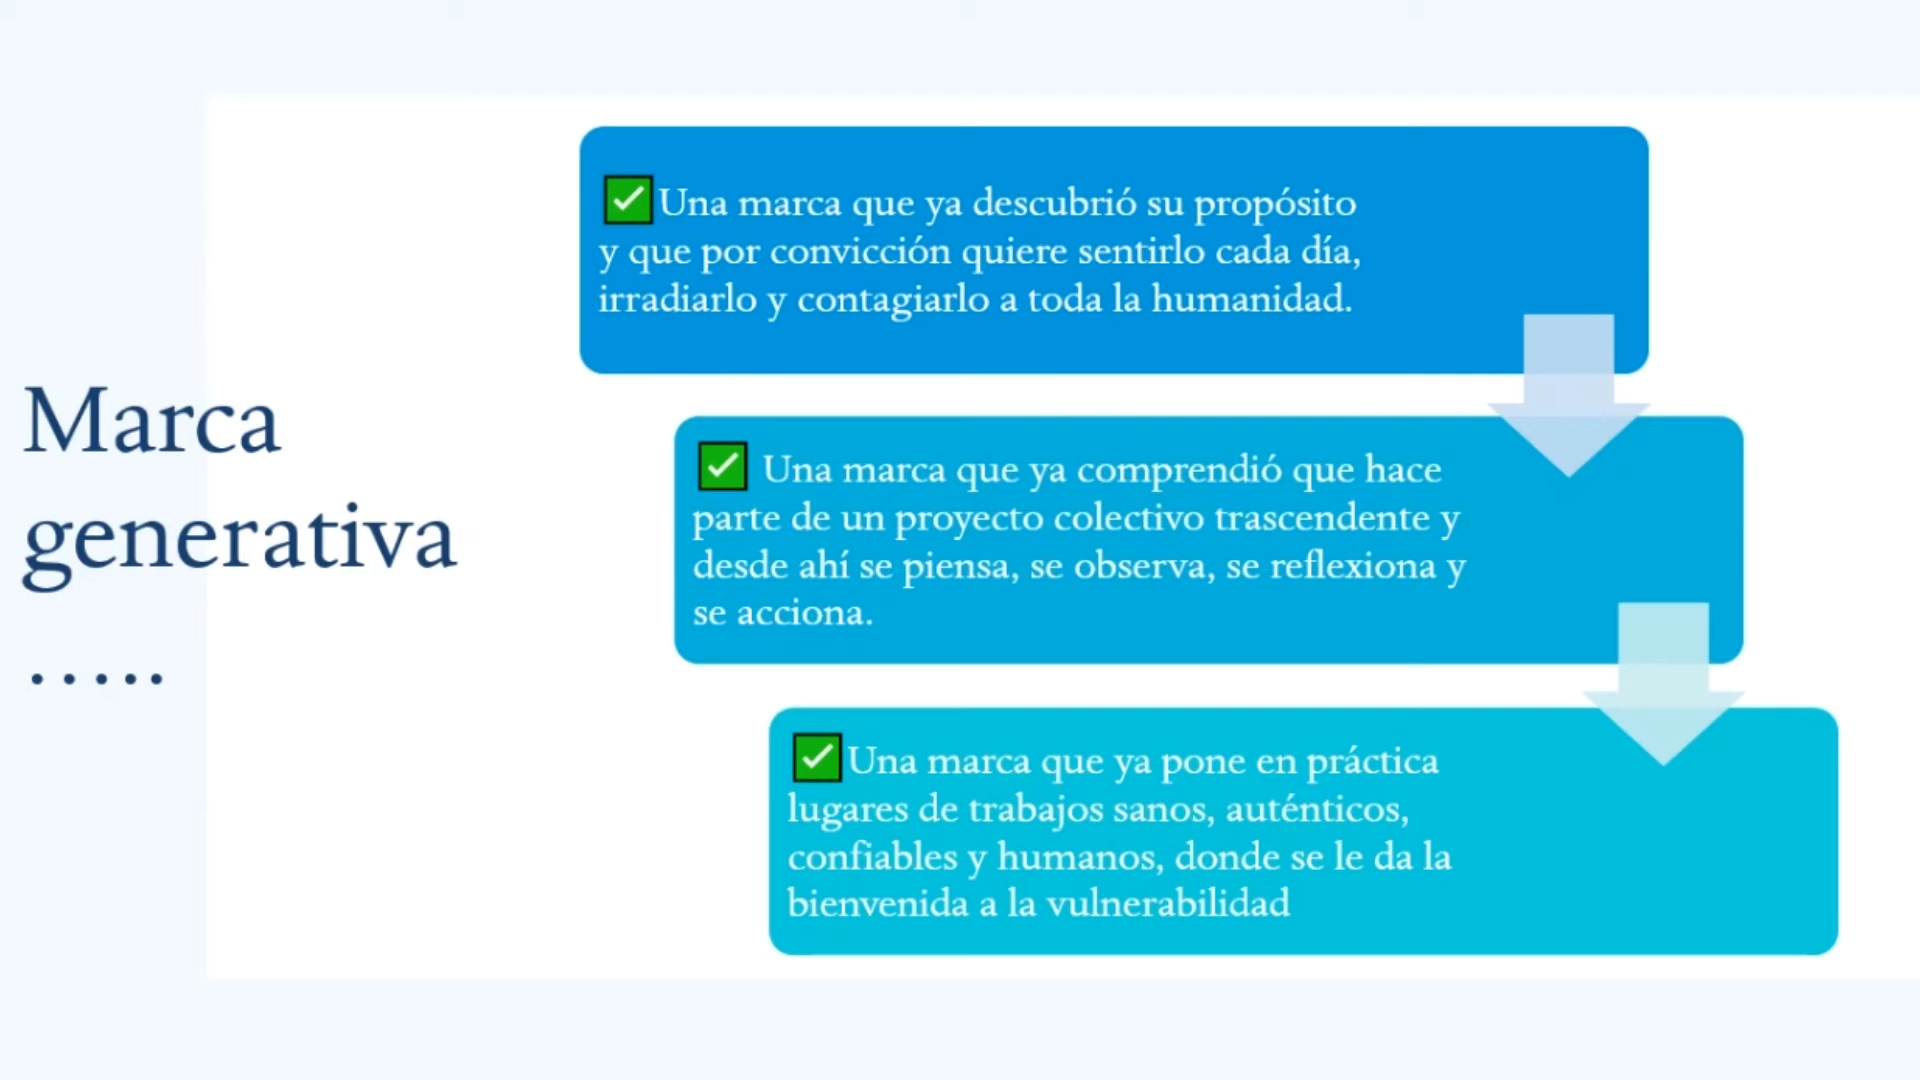 Marca
generativa
.....
✅Una marca que ya descubrió su propósito
y que por convicción quiere sentirlo cada día,
irradiarlo y contagiarlo a toda la humanidad.
✅ Una marca que ya comprendió que hace
parte de un proyecto colectivo trascendente y
desde ahí se piensa, se observa, se reflexiona y
se acciona.
✅Una marca que ya pone en práctica
lugares de trabajos sanos, auténticos,
confiables y humanos, donde se le da la
bienvenida a la vulnerabilidad